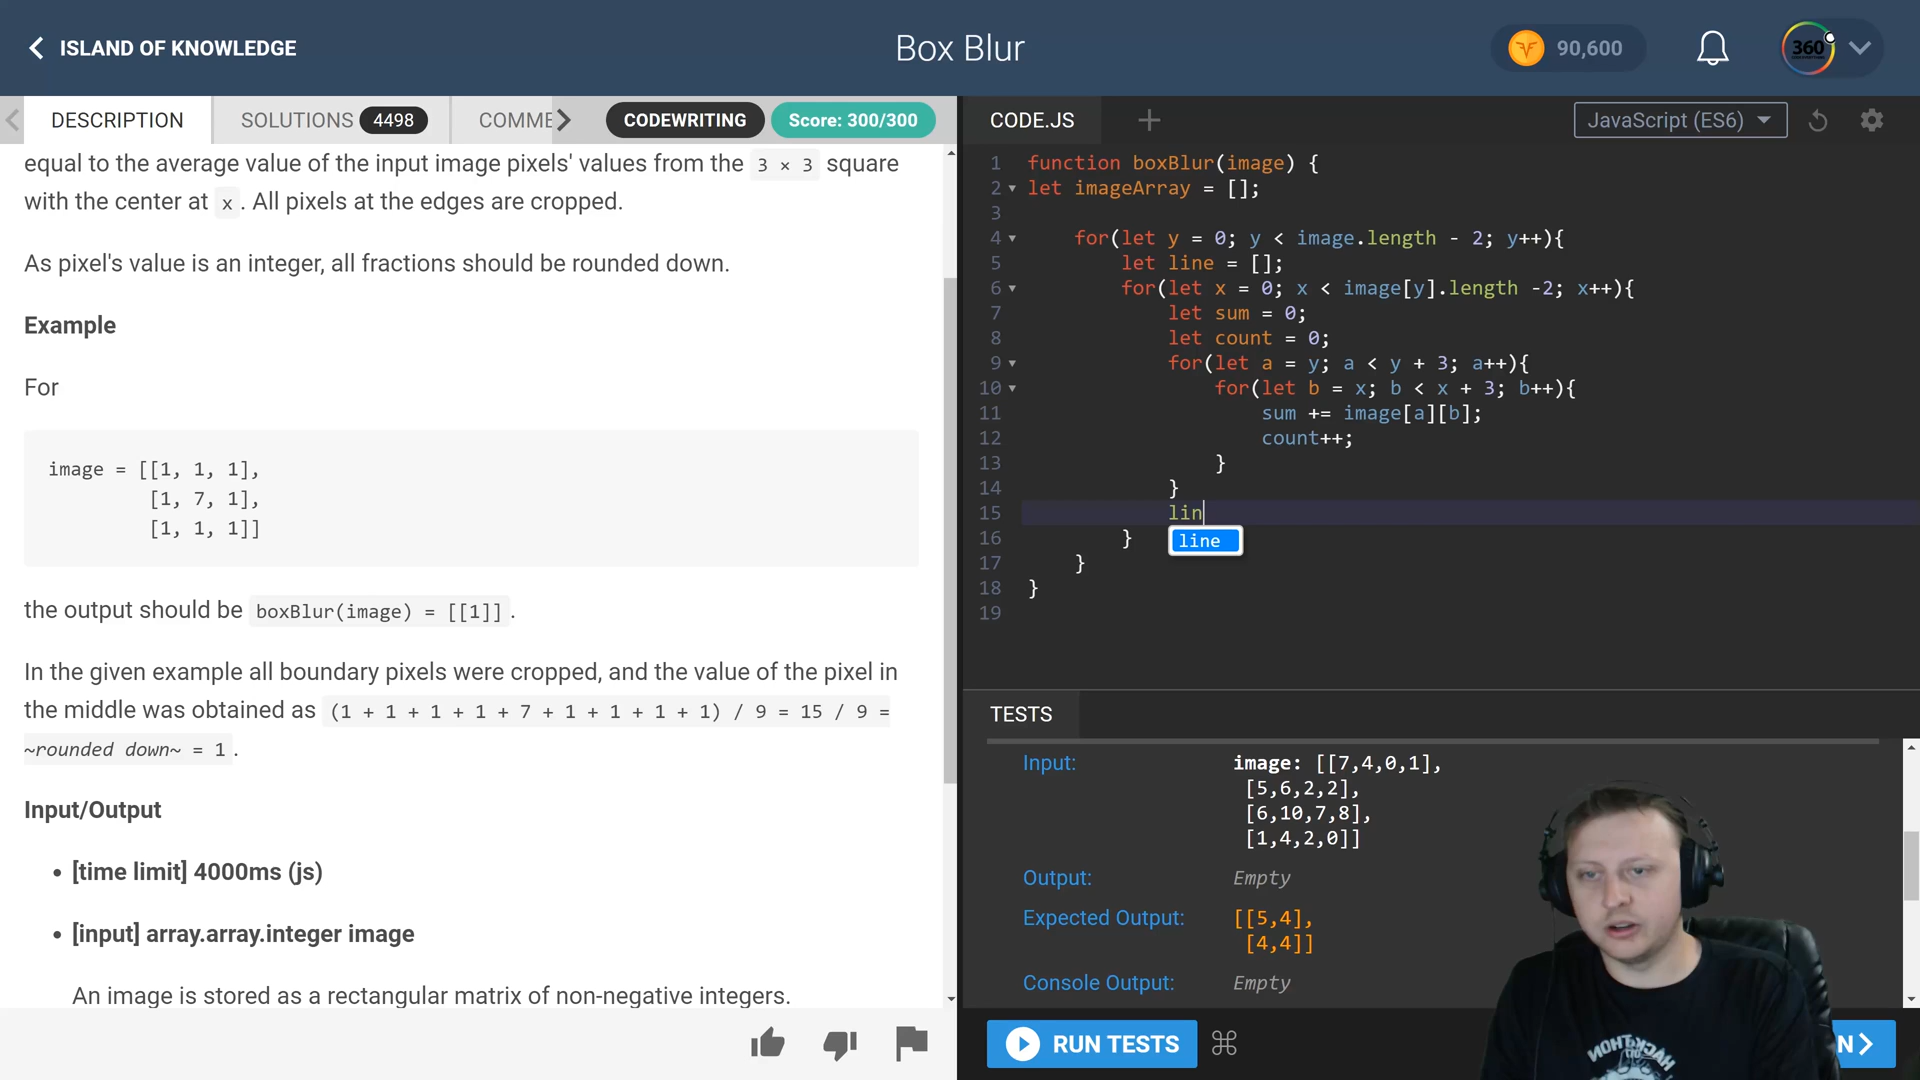 ISLAND OF KNOWLEDGE
Box Blur
90,600
360
DESCRIPTION
SOLUTIONS 4498
COMME
CODEWRITING
Score: 300/300
equal to the average value of the input image pixels' values from the 3 × 3 square
with the center at x . All pixels at the edges are cropped.
As pixel's value is an integer, all fractions should be rounded down.
Example
For
image = [[1, 1, 1],
[1, 7, 1],
[1, 1, 1]]
the output should be boxBlur(image) = [[1]] .
In the given example all boundary pixels were cropped, and the value of the pixel in
the middle was obtained as (1 + 1 + 1 + 1 + 7 + 1 + 1 + 1 + 1) / 9 = 15 / 9 =
~rounded down~ = 1 .
Input/Output
• [time limit] 4000ms (js)
• [input] array.array.integer image
An image is stored as a rectangular matrix of non-negative integers.
CODE.JS
JavaScript (ES6)
1 function boxBlur(image) {
2 let imageArray = [];
3
4 for(let y = 0; y < image.length - 2; y++){
5 let line = [];
6 for(let x = 0; x < image[y].length -2; x++){
7 let sum = 0;
8 let count = 0;
9 for(let a = y; a < y + 3; a++){
10 for(let b = x; b < x + 3; b++){
11 sum += image[a][b];
12 count++;
13 }
14 }
15 lin
16 }
line
17 }
18 }
19
TESTS
Input: image: [[7,4,0,1],
[5,6,2,2],
[6,10,7,8],
[1,4,2,0]]
Output: Empty
Expected Output: [[5,4],
[4,4]]
Console Output: Empty
RUN TESTS
N